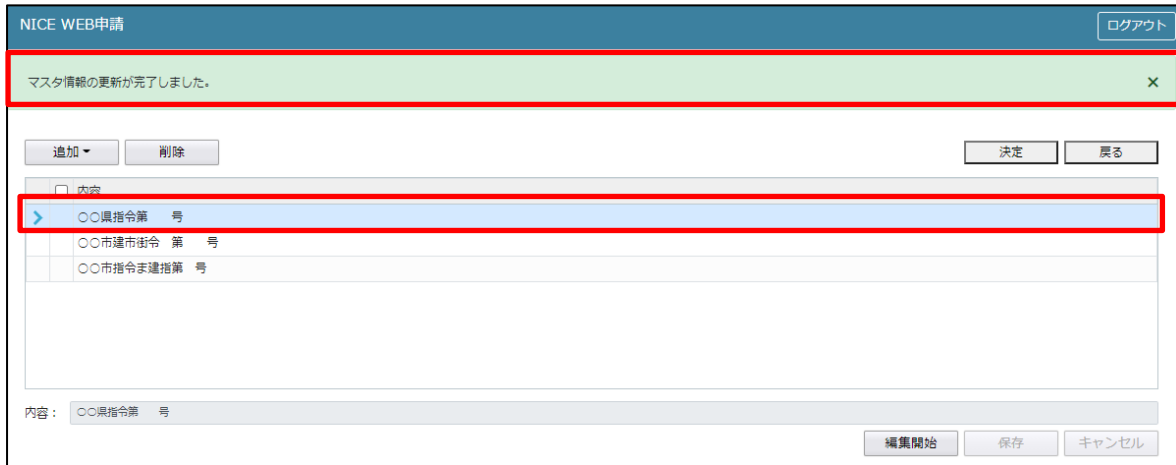 NICE WEB申請 ログアウト
マスタ情報の更新が完了しました。 ×
追加 削除 決定 戻る
内容
〇〇県指令第　　号
〇〇市建市街令　第　　号
〇〇市指令ま建指第　号
内容： 〇〇県指令第　　号
編集開始 保存 キャンセル